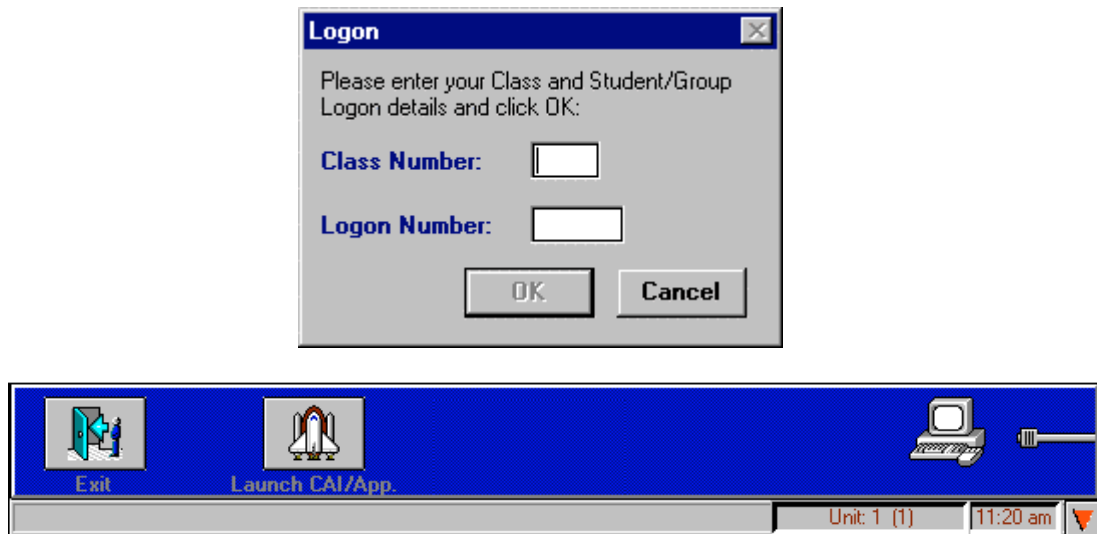 Logon
Please enter your Class and Student/Group
Logon details and click OK:
Class Number:
Logon Number:
OK Cancel
Exit Launch CAI/App.
Unit: 1 (1) 11:20 am